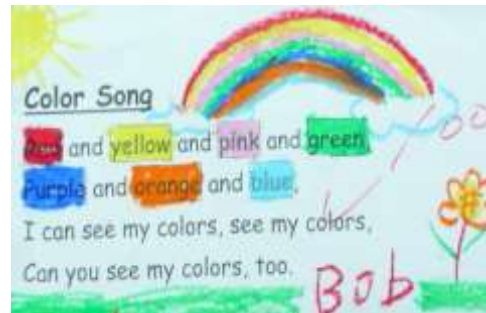 Color Song
Red and yellow and pink and green,
Purple and orange and blue,
I can see my colors, see my colors,
Can you see my colors, too.
Bob